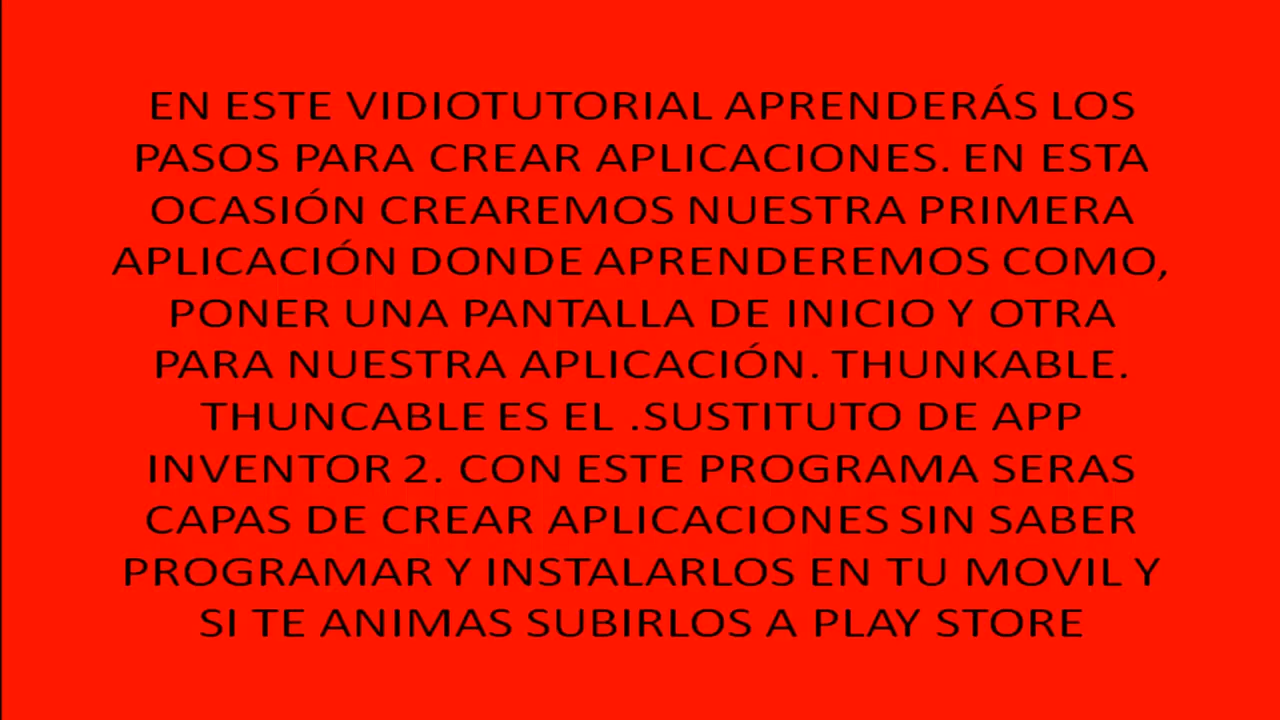 EN ESTE VIDIOTUTORIAL APRENDERÁS LOS
PASOS PARA CREAR APLICACIONES. EN ESTA
OCASIÓN CREAREMOS NUESTRA PRIMERA
APLICACIÓN DONDE APRENDEREMOS COMO,
PONER UNA PANTALLA DE INICIO Y OTRA
PARA NUESTRA APLICACIÓN. THUNKABLE.
THUNCABLE ES EL .SUSTITUTO DE APP
INVENTOR 2. CON ESTE PROGRAMA SERAS
CAPAS DE CREAR APLICACIONES SIN SABER
PROGRAMAR Y INSTALARLOS EN TU MOVIL Y
SI TE ANIMAS SUBIRLOS A PLAY STORE